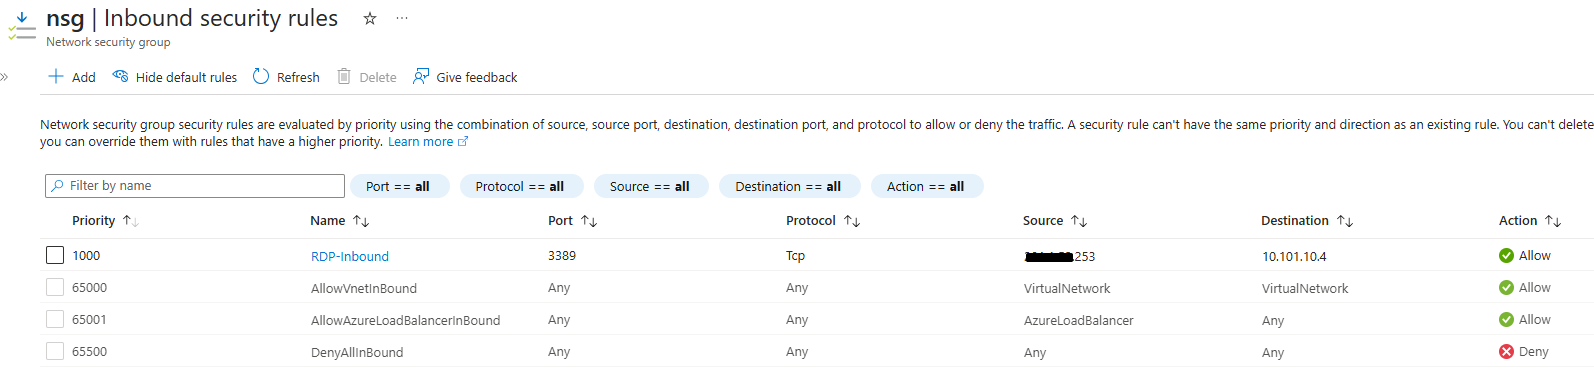 nsg | Inbound security rules
Network security group
Add Hide default rules Refresh Delete Give feedback
Network security group security rules are evaluated by priority using the combination of source, source port, destination, destination port, and protocol to allow or deny the traffic. A security rule can't have the same priority and direction as an existing rule. You can't delete
you can override them with rules that have a higher priority. Learn more
Filter by name Port == all Protocol == all Source == all Destination == all Action == all
Priority Name Port Protocol Source Destination Action
1000 RDP-Inbound 3389 Tcp .253 10.101.10.4 Allow
65000 AllowVnetInBound Any Any VirtualNetwork VirtualNetwork Allow
65001 AllowAzureLoadBalancerInBound Any Any AzureLoadBalancer Any Allow
65500 DenyAllInBound Any Any Any Any Deny